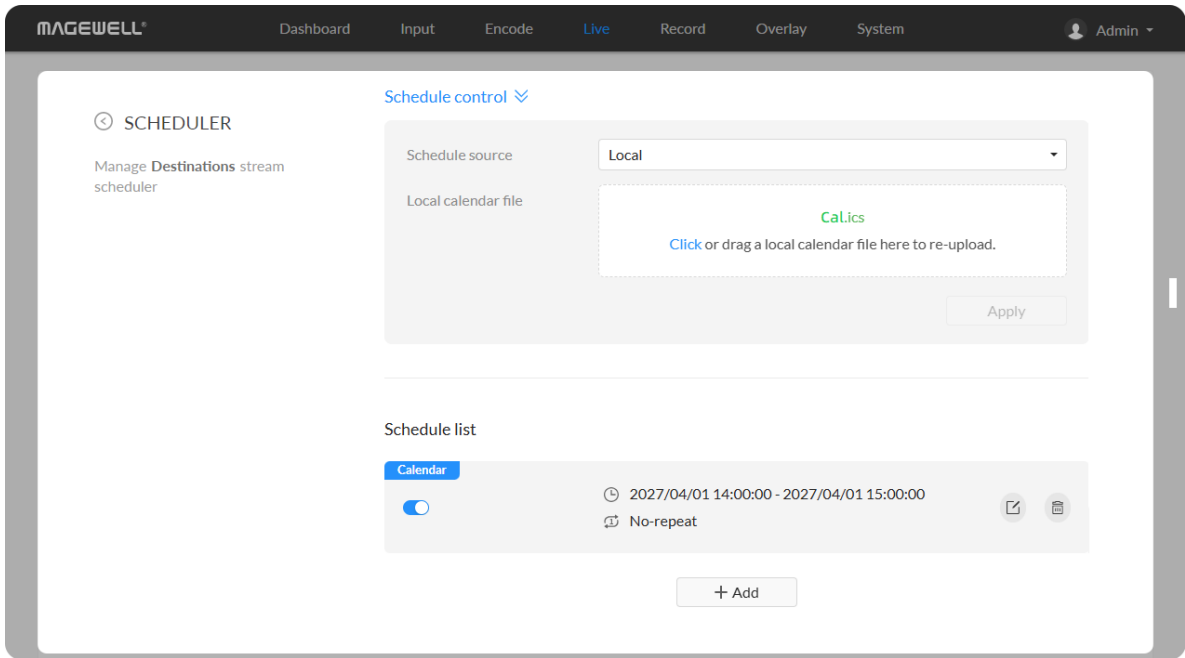 MAGEWELL® Dashboard Input Encode Live Record Overlay System Admin
SCHEDULER
Manage Destinations stream
scheduler
Schedule control
Schedule source Local
Local calendar file
Cal.ics
Click or drag a local calendar file here to re-upload.
Apply
Schedule list
Calendar
2027/04/01 14:00:00 - 2027/04/01 15:00:00
No-repeat
+ Add